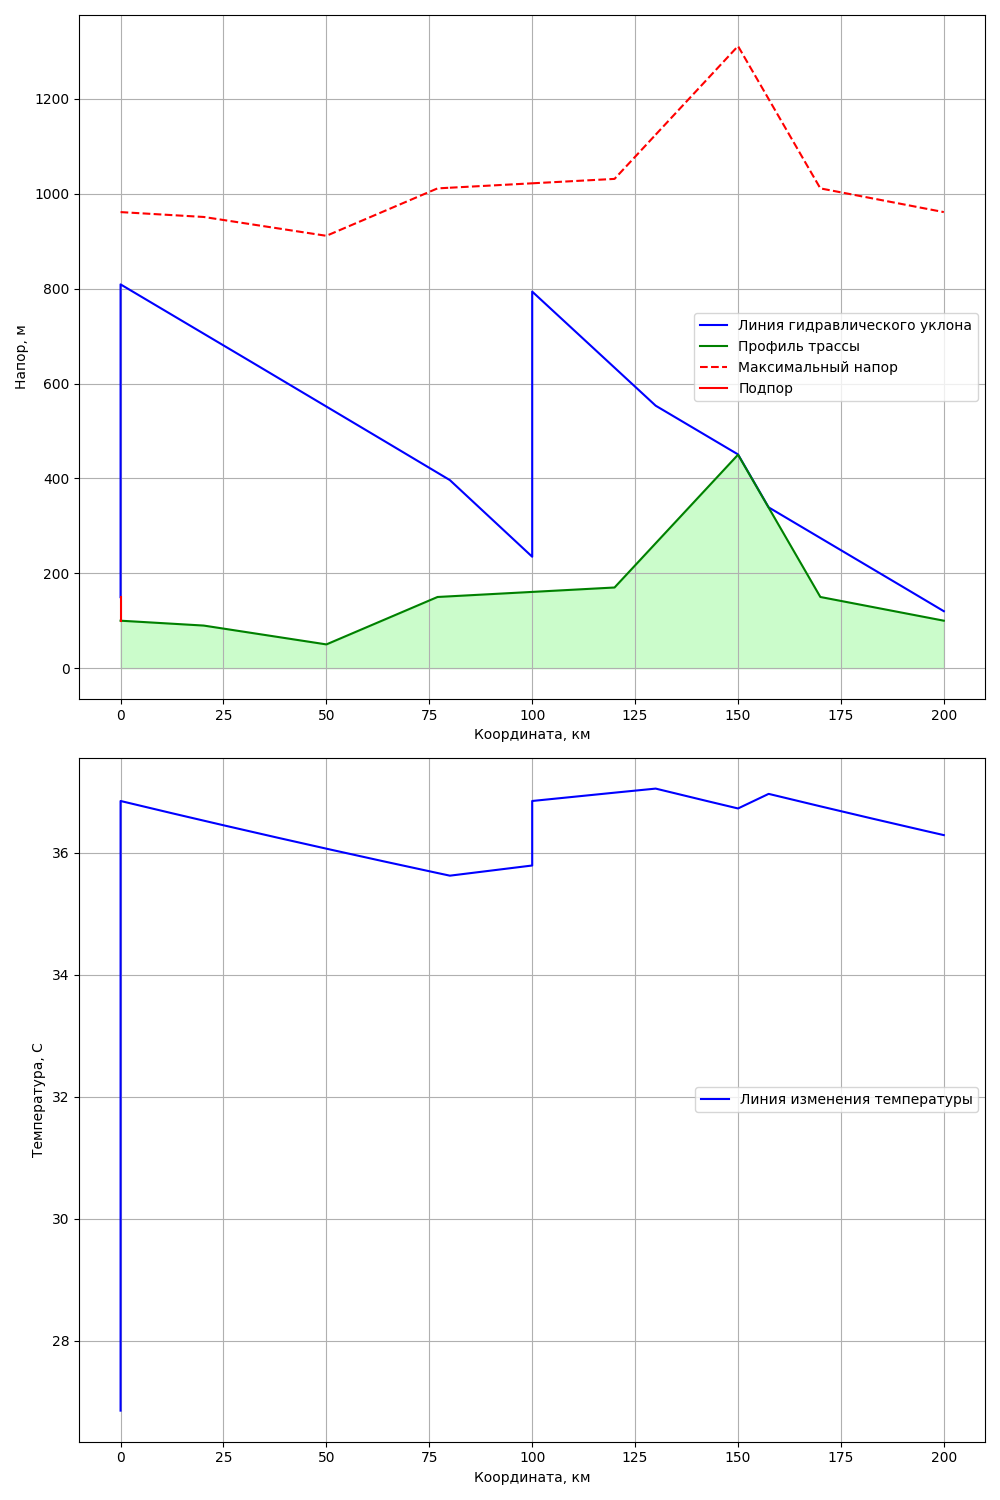 1200
1000
800
600
400
200
0
Напор, м
Линия гидравлического уклона
Профиль трассы
Максимальный напор
Подпор
0 25 50 75 100 125 150 175 200
Координата, км
36
34
32
30
28
Температура, С
Линия изменения температуры
0 25 50 75 100 125 150 175 200
Координата, км